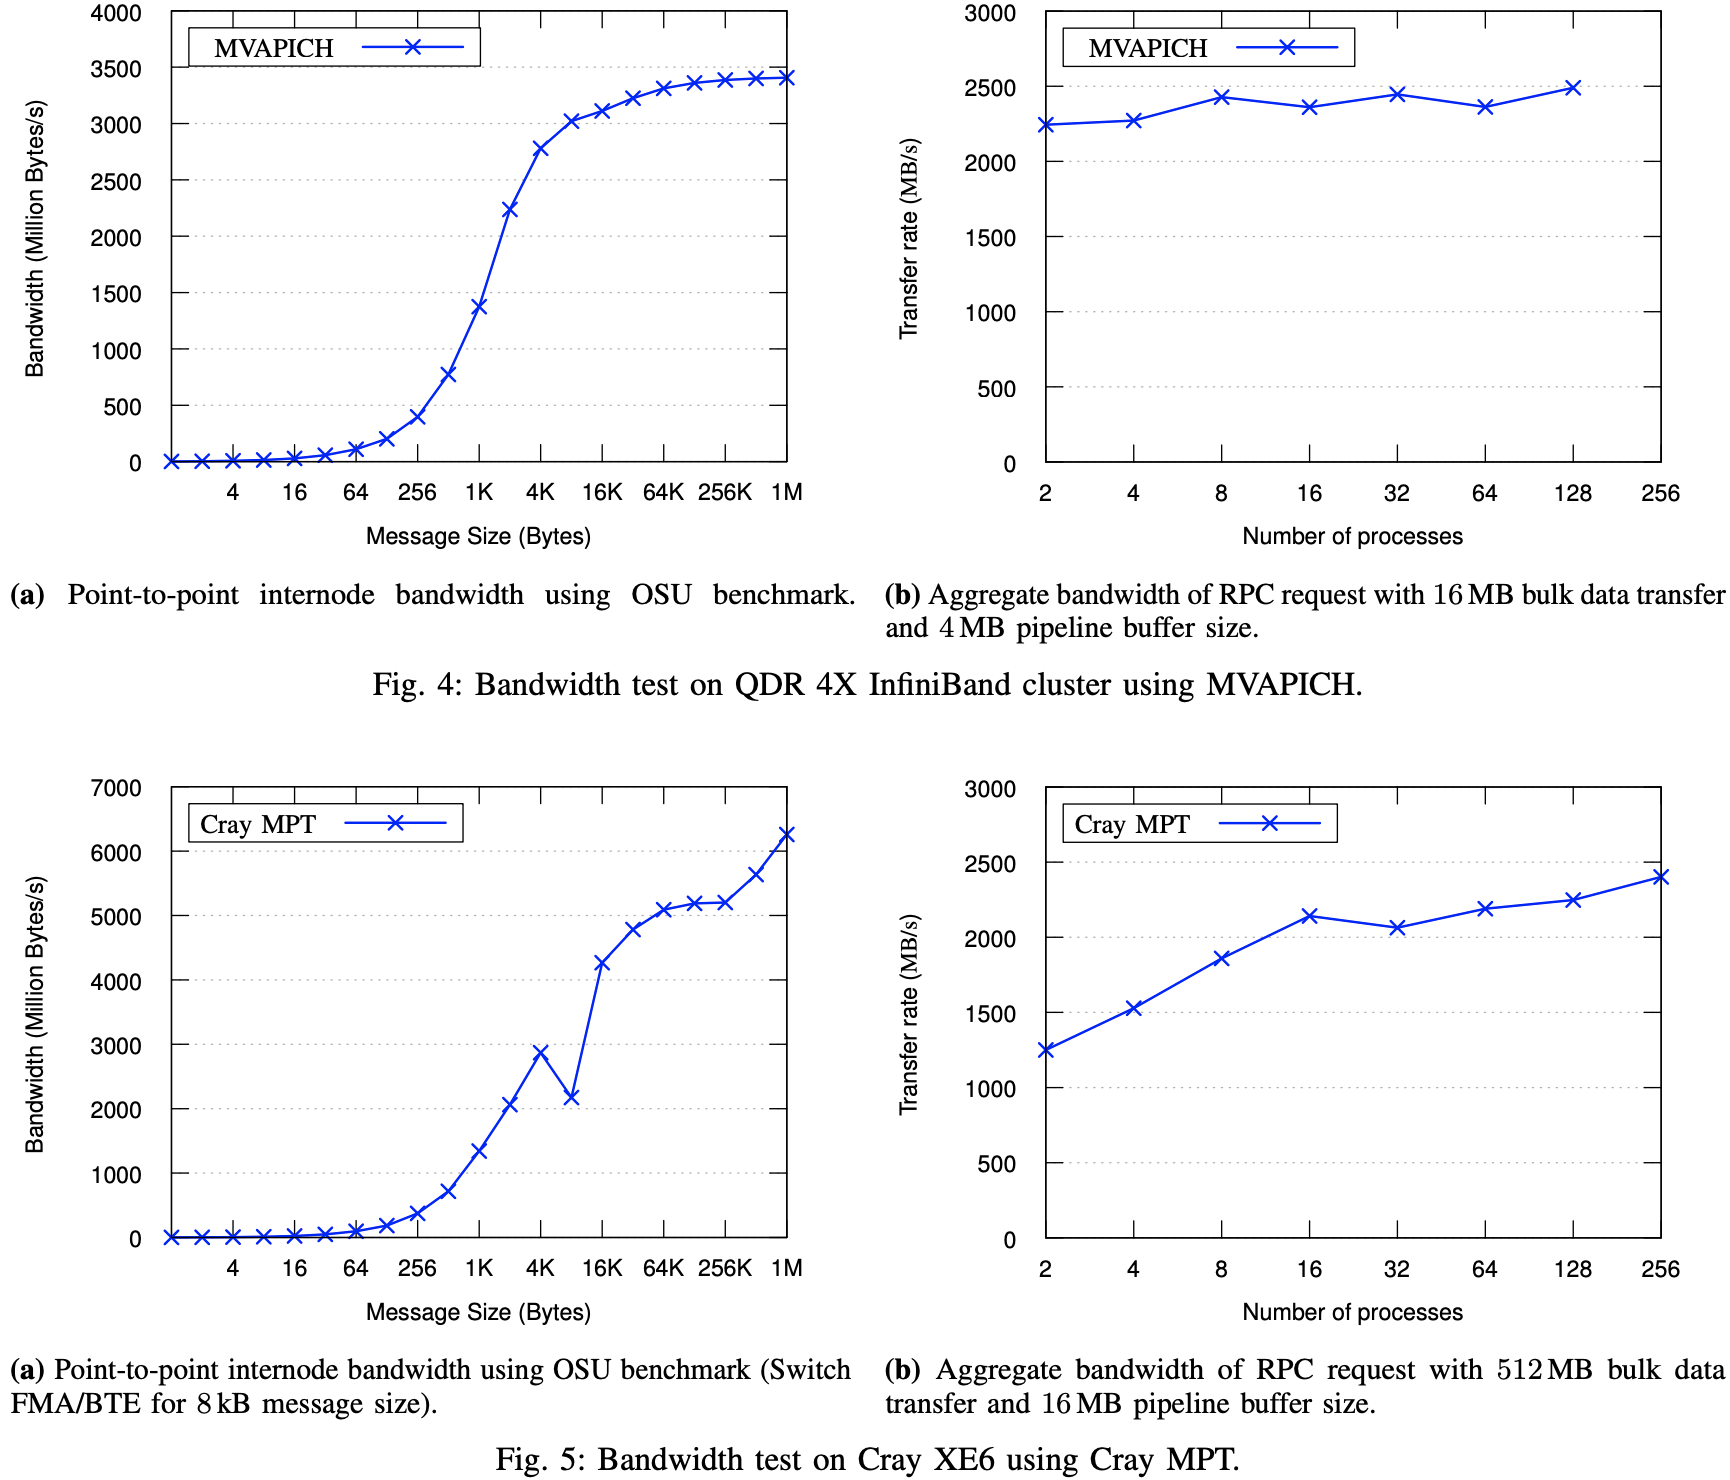 4000
3500
3000
2500
2000
1500
1000
500
0
MVAPICH
Bandwidth (Million Bytes/s)
4 16 64 256 1K 4K 16K 64K 256K 1M
Message Size (Bytes)
3000
2500
2000
1500
1000
500
0
MVAPICH
Transfer rate (MB/s)
2 4 8 16 32 64 128 256
Number of processes
(a) Point-to-point internode bandwidth using OSU benchmark.
(b) Aggregate bandwidth of RPC request with 16 MB bulk data transfer
and 4 MB pipeline buffer size.
Fig. 4: Bandwidth test on QDR 4X InfiniBand cluster using MVAPICH.
7000
6000
5000
4000
3000
2000
1000
0
Cray MPT
Bandwidth (Million Bytes/s)
4 16 64 256 1K 4K 16K 64K 256K 1M
Message Size (Bytes)
3000
2500
2000
1500
1000
500
0
Cray MPT
Transfer rate (MB/s)
2 4 8 16 32 64 128 256
Number of processes
(a) Point-to-point internode bandwidth using OSU benchmark (Switch
FMA/BTE for 8 kB message size).
(b) Aggregate bandwidth of RPC request with 512 MB bulk data
transfer and 16 MB pipeline buffer size.
Fig. 5: Bandwidth test on Cray XE6 using Cray MPT.